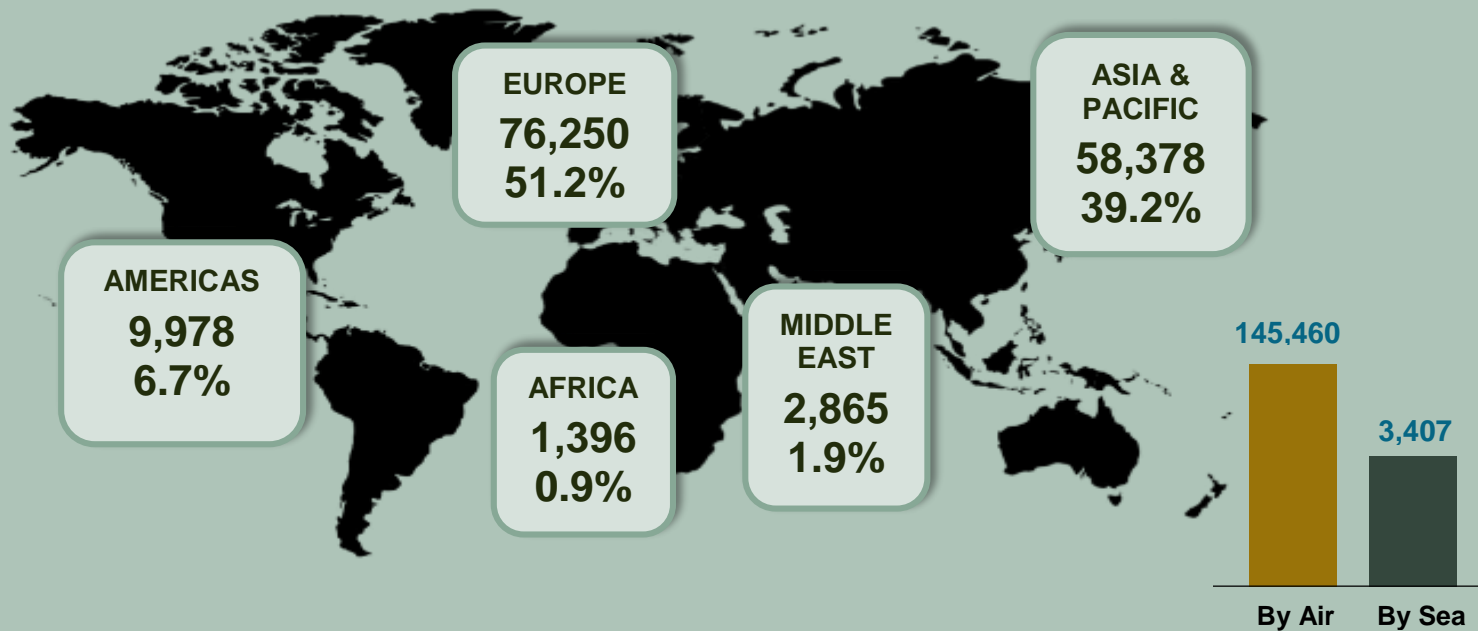 EUROPE
76,250
51.2%
ASIA &
PACIFIC
58,378
39.2%
AMERICAS
9,978
6.7%
AFRICA
1,396
0.9%
MIDDLE
EAST
2,865
1.9%
145,460
3,407
By Air
By Sea